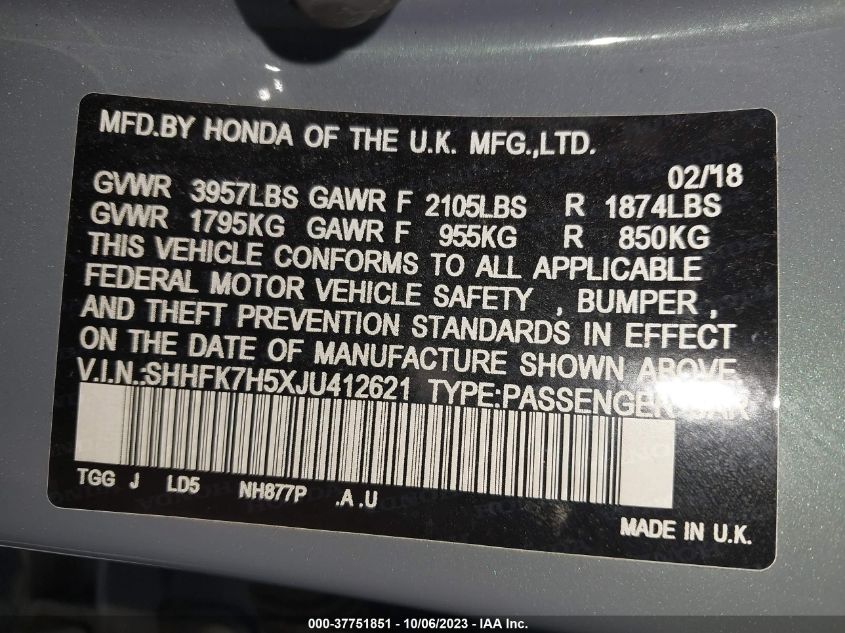 MFD.BY HONDA OF THE U.K. MFG.,LTD.
02/'18
GVWR 3957LBS GAWR F 2105LBS R 1874LBS
GVWR 1795KG GAWR F 955KG R 850KG
THIS VEHICLE CONFORMS TO ALL APPLICABLE
FEDERAL MOTOR VEHICLE SAFETY , BUMPER ,
AND THEFT PREVENTION STANDARDS IN EFFECT
ON THE DATE OF MANUFACTURE SHOWN ABOVE.
V.I.N.:SHHFK7H5XJU412621 TYPE:PASSENGER CAR
TGG J LD5 NH877P .A .U
MADE IN U.K.
000-37751851 - 10/06/2023 - IAA Inc.